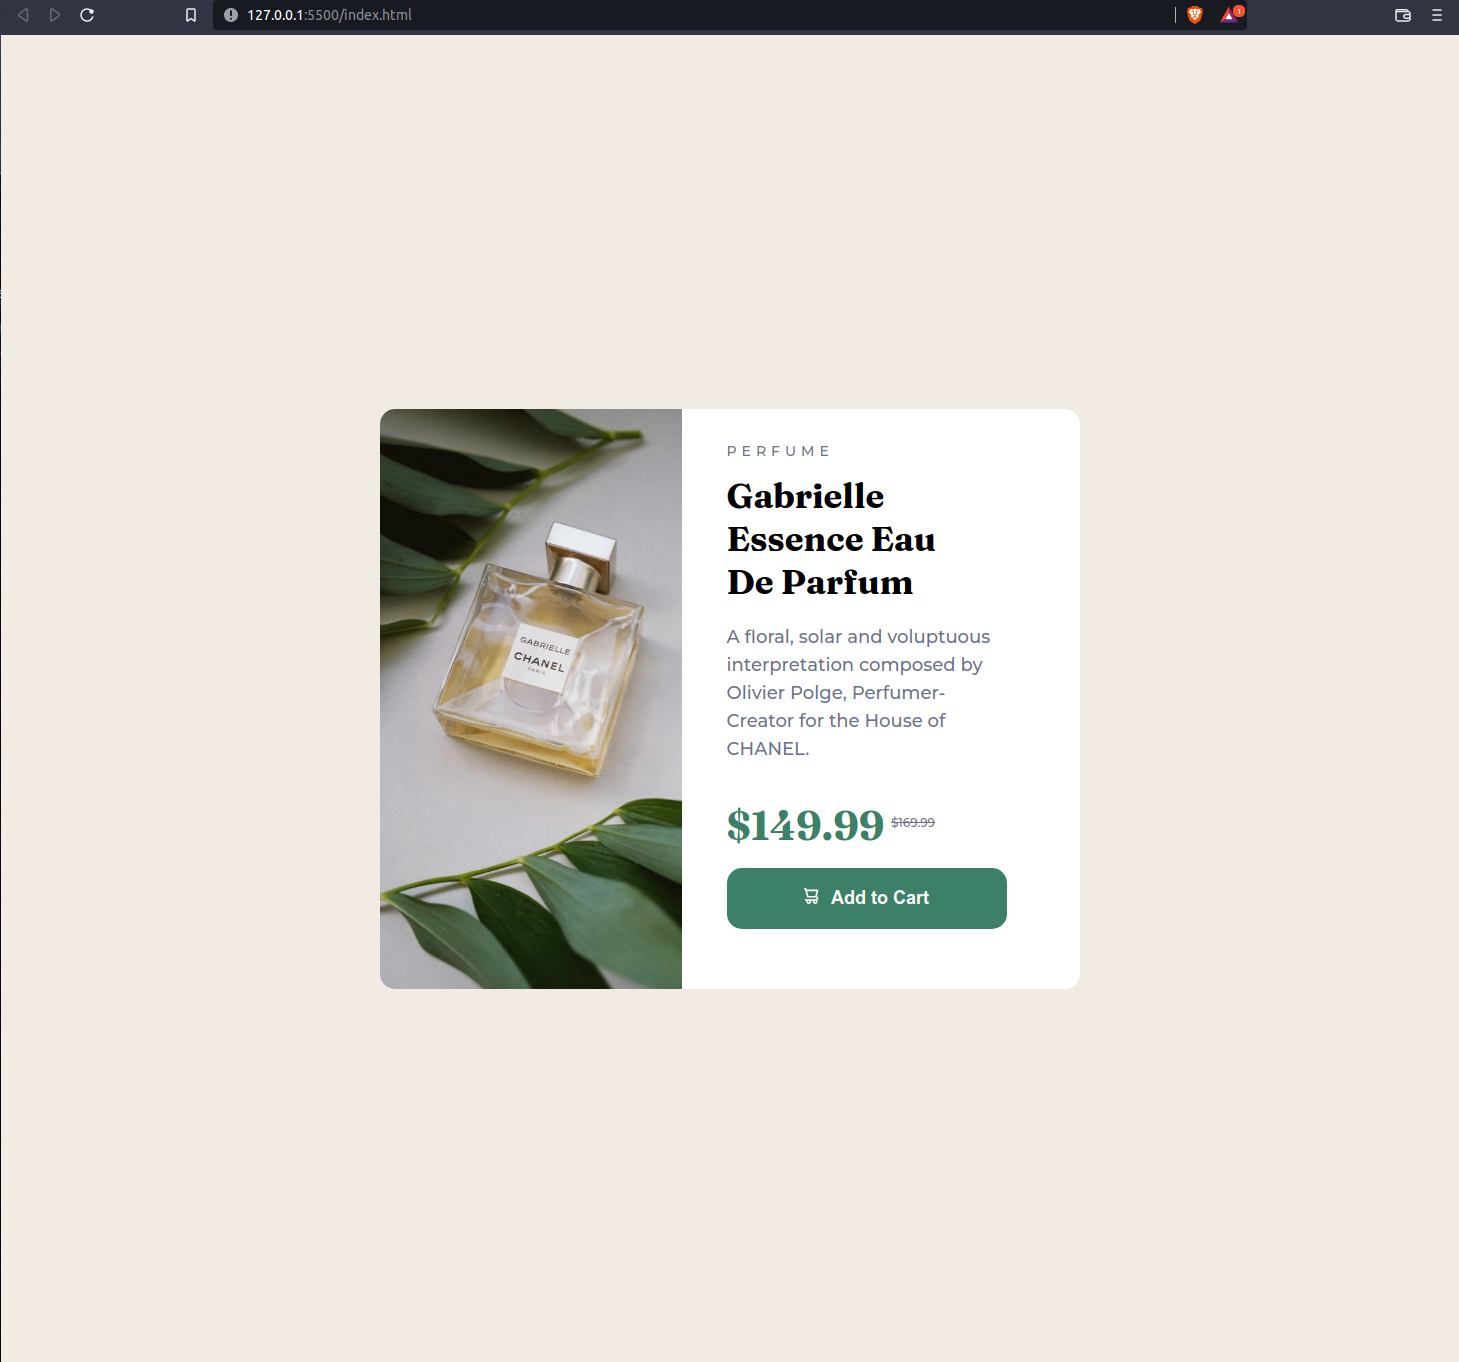 127.0.0.1:5500/index.html
1
PERFUME
Gabrielle
Essence Eau
De Parfum
A floral, solar and voluptuous
interpretation composed by
Olivier Polge, Perfumer-
Creator for the House of
CHANEL.
$149.99 $169.99
Add to Cart
GABRIELLE
CHANEL
PARIS